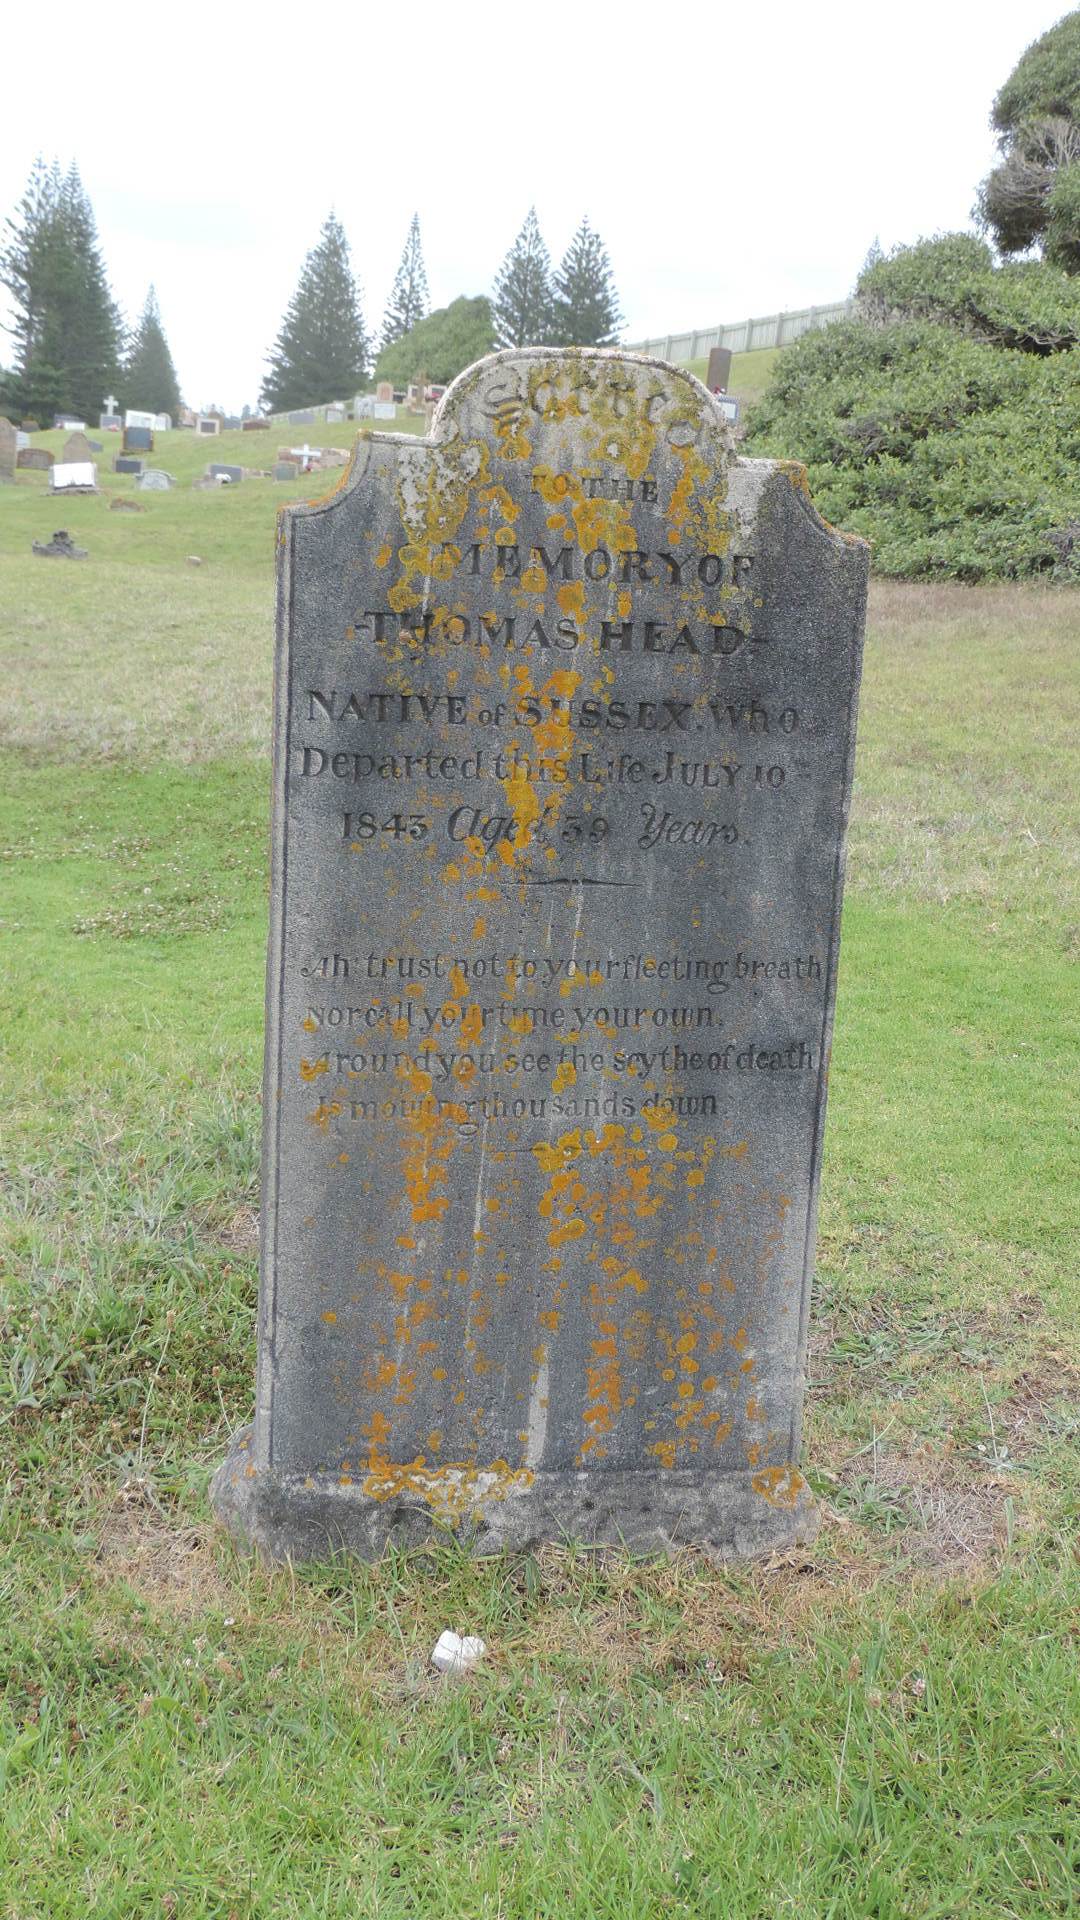 Sacred
TO THE
MEMORY OF
-THOMAS HEAD-
NATIVE of SUSSEX. Who
Departed this Life JULY 10
1843 Aged 39 Years.
Ah! trust not to your fleeting breath
Nor call your time your own.
Around you see the scythe of death
Is mowing thousands down.